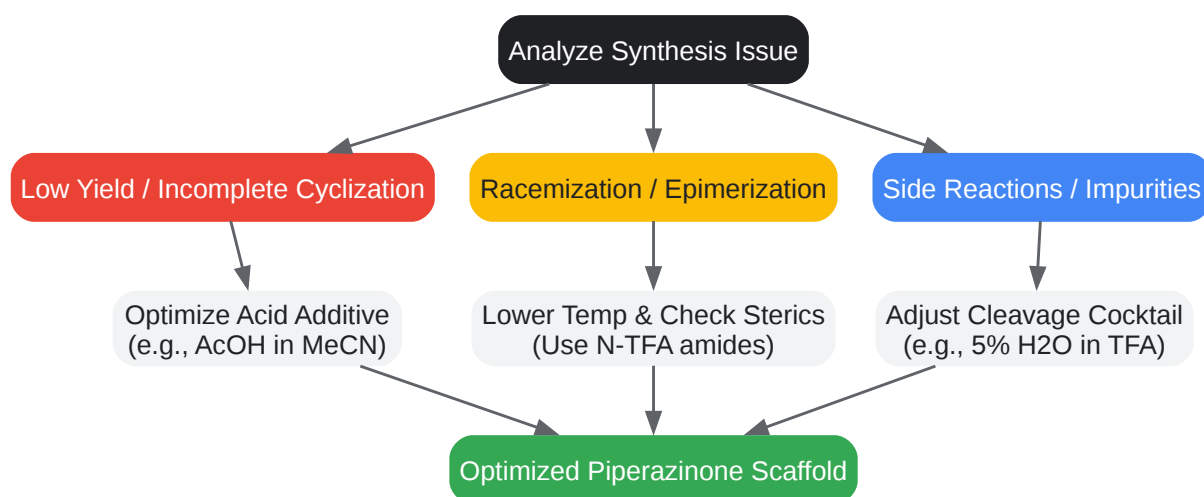 Analyze Synthesis Issue
Low Yield / Incomplete Cyclization
Racemization / Epimerization
Side Reactions / Impurities
Optimize Acid Additive
(e.g., AcOH in MeCN)
Lower Temp & Check Sterics
(Use N-TFA amides)
Adjust Cleavage Cocktail
(e.g., 5% H2O in TFA)
Optimized Piperazinone Scaffold